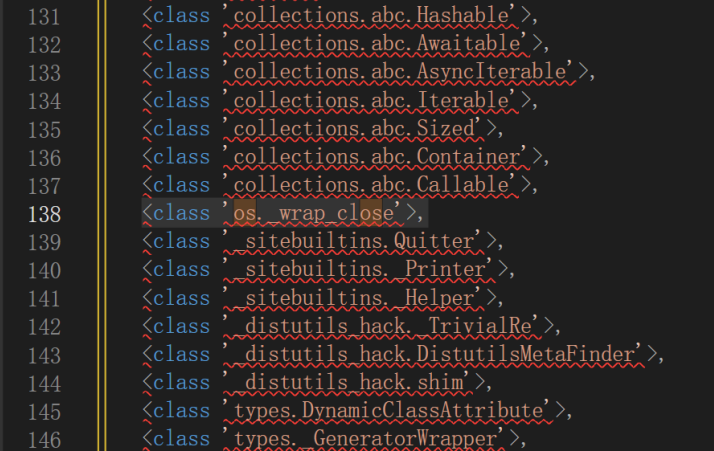 131 <class 'collections.abc.Hashable'>,
132 <class 'collections.abc.Awaitable'>,
133 <class 'collections.abc.AsyncIterable'>,
134 <class 'collections.abc.Iterable'>,
135 <class 'collections.abc.Sized'>,
136 <class 'collections.abc.Container'>,
137 <class 'collections.abc.Callable'>,
138 <class 'os._wrap_close'>,
139 <class '_sitebuiltins.Quitter'>,
140 <class '_sitebuiltins._Printer'>,
141 <class '_sitebuiltins._Helper'>,
142 <class '_distutils_hack._TrivialRe'>,
143 <class '_distutils_hack.DistutilsMetaFinder'>,
144 <class '_distutils_hack.shim'>,
145 <class 'types.DynamicClassAttribute'>,
146 <class 'types._GeneratorWrapper'>,